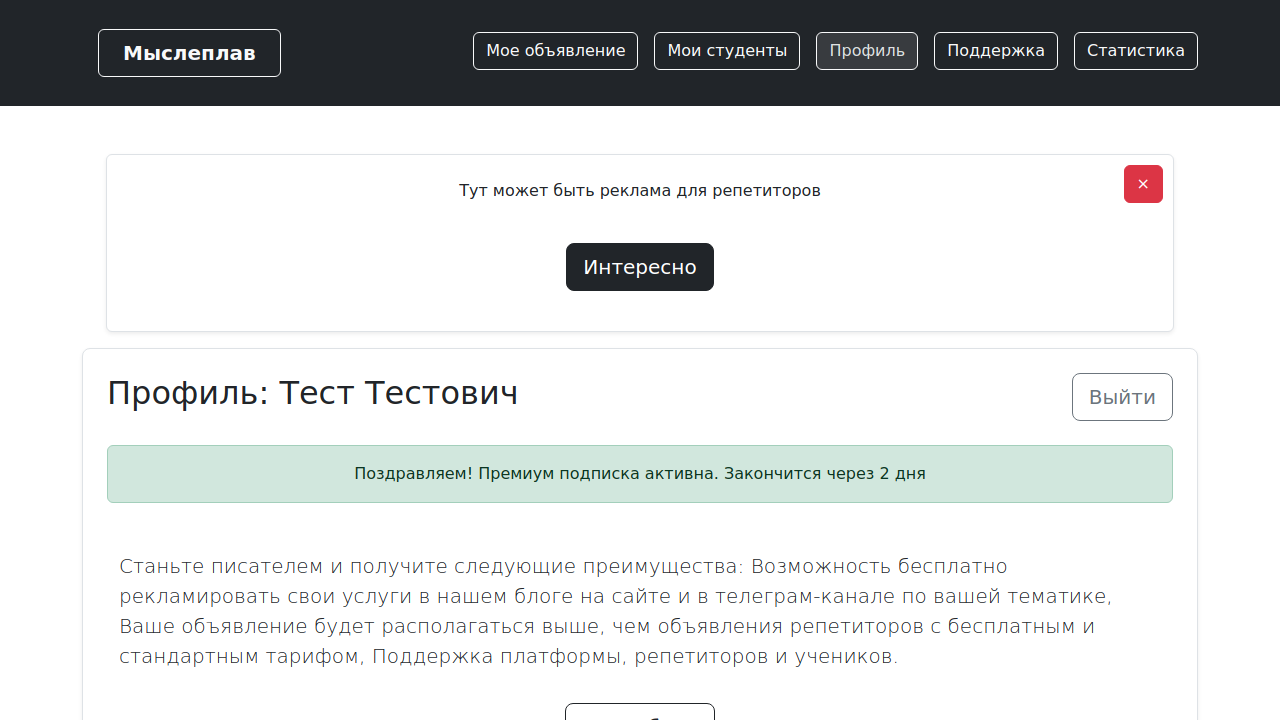 Мыслеплав
Мое объявление
Мои студенты
Профиль
Поддержка
Статистика
Тут может быть реклама для репетиторов
×
Интересно
Профиль: Тест Тестович
Выйти
Поздравляем! Премиум подписка активна. Закончится через 2 дня
Станьте писателем и получите следующие преимущества: Возможность бесплатно
рекламировать свои услуги в нашем блоге на сайте и в телеграм-канале по вашей тематике,
Ваше объявление будет располагаться выше, чем объявления репетиторов с бесплатным и
стандартным тарифом, Поддержка платформы, репетиторов и учеников.